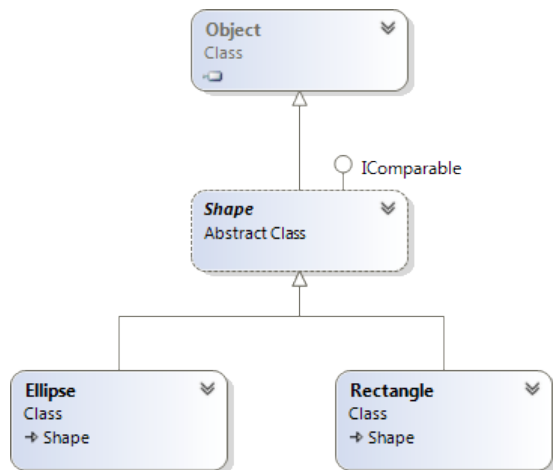 Object
Class
IComparable
Shape
Abstract Class
Ellipse
Class
Shape
Rectangle
Class
Shape